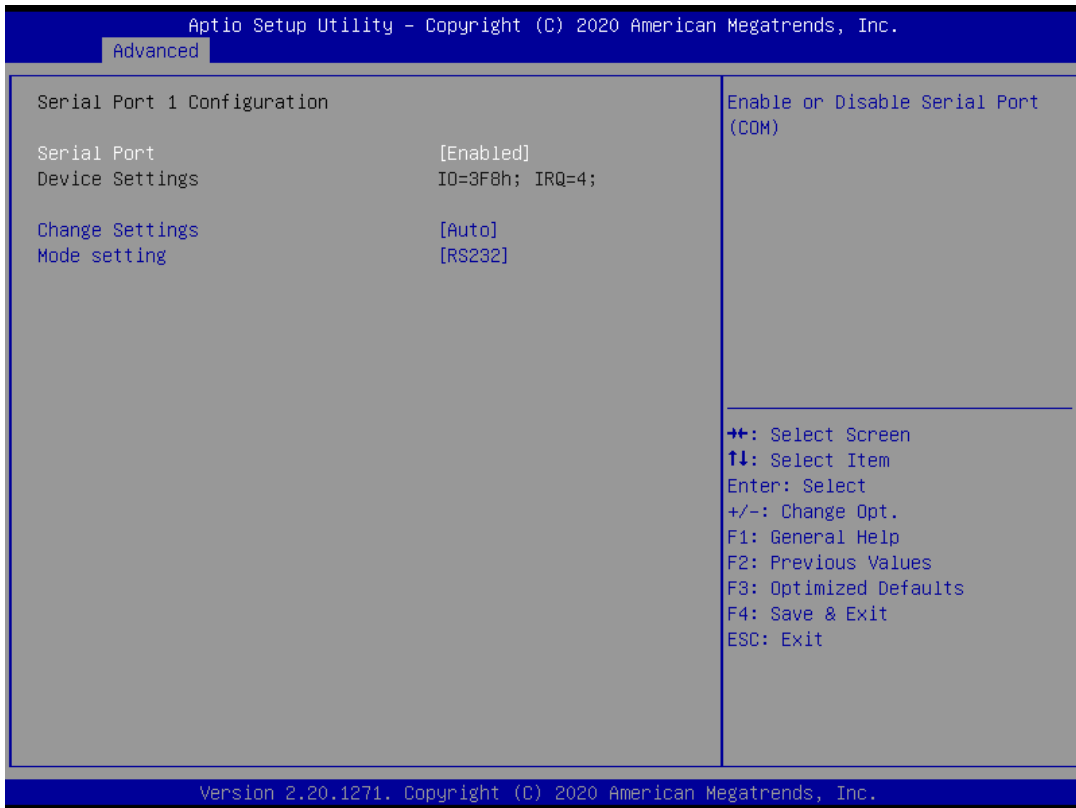 Aptio Setup Utility – Copyright (C) 2020 American Megatrends, Inc.
Advanced
Serial Port 1 Configuration
Serial Port [Enabled]
Device Settings IO=3F8h; IRQ=4;
Change Settings [Auto]
Mode setting [RS232]
Enable or Disable Serial Port
(COM)
→←: Select Screen
↑↓: Select Item
Enter: Select
+/-: Change Opt.
F1: General Help
F2: Previous Values
F3: Optimized Defaults
F4: Save & Exit
ESC: Exit
Version 2.20.1271. Copyright (C) 2020 American Megatrends, Inc.